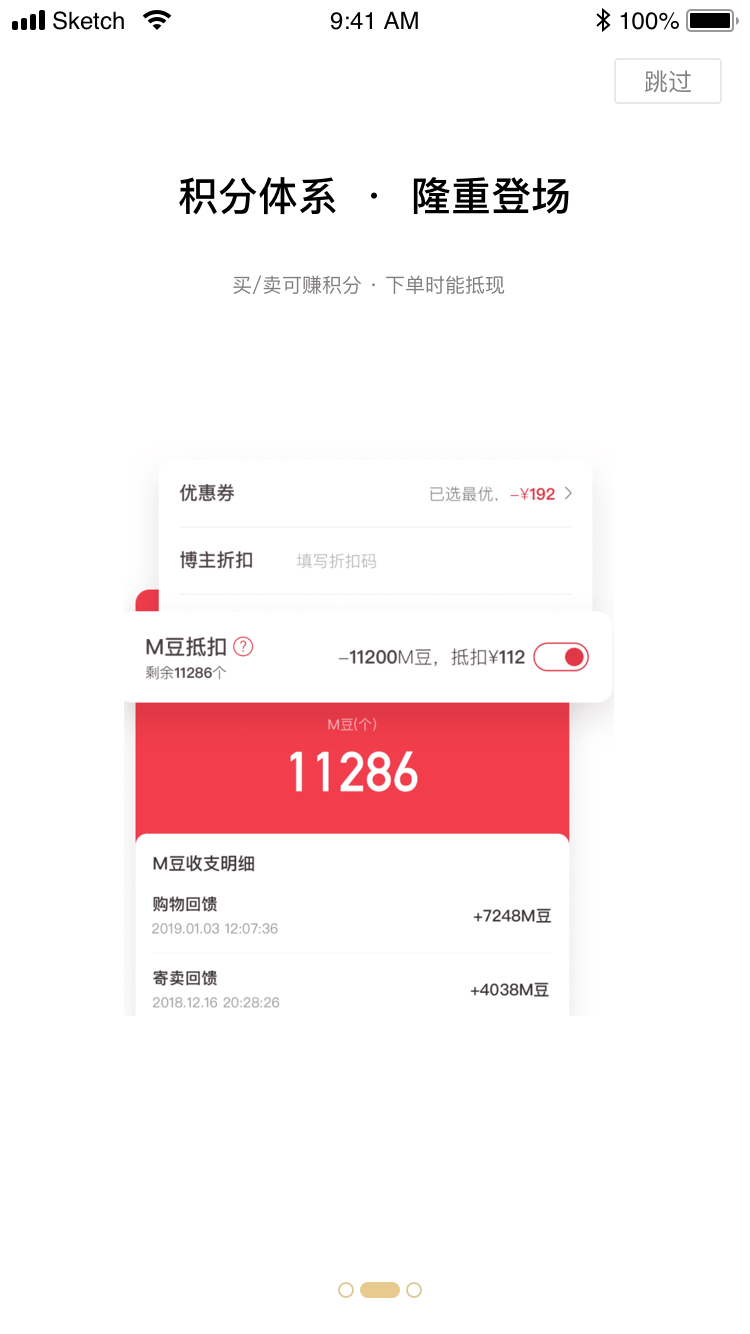 Sketch 9:41 AM 100%
跳过
积分体系 · 隆重登场
买/卖可赚积分 · 下单时能抵现
优惠券 已选最优，-¥192
博主折扣 填写折扣码
M豆抵扣 ? -11200M豆，抵扣¥112
剩余11286个
M豆(个)
11286
M豆收支明细
购物回馈
+7248M豆
2019.01.03 12:07:36
寄卖回馈
+4038M豆
2018.12.16 20:28:26